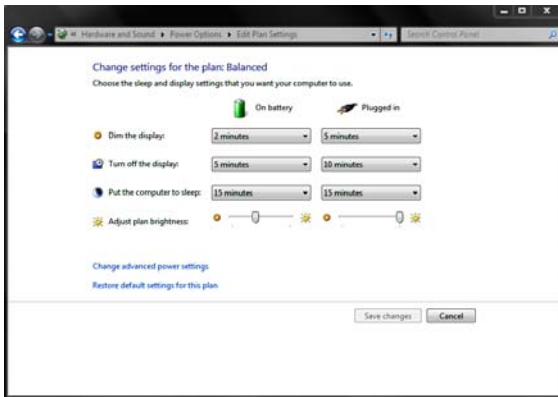 « Hardware and Sound ▸ Power Options ▸ Edit Plan Settings
Search Control Panel
Change settings for the plan: Balanced
Choose the sleep and display settings that you want your computer to use.
On battery Plugged in
Dim the display: 2 minutes 5 minutes
Turn off the display: 5 minutes 10 minutes
Put the computer to sleep: 15 minutes 15 minutes
Adjust plan brightness:
Change advanced power settings
Restore default settings for this plan
Save changes Cancel